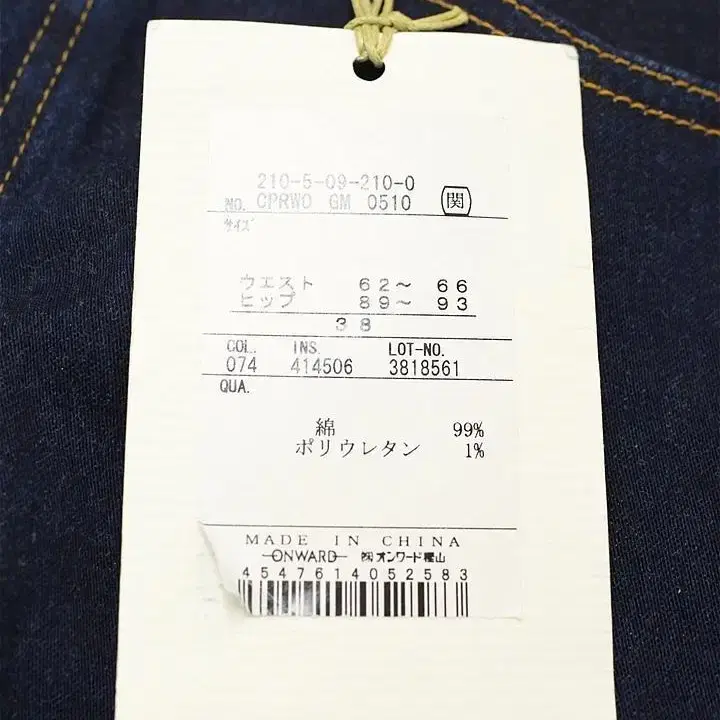 210-5-09-210-0
NO. CPRWO GM 0510 関
サイズ
ウエスト 62〜 66
ヒップ 89〜 93
38
COL. INS. LOT-NO.
074 414506 3818561
QUA.
綿 99%
ポリウレタン 1%
MADE IN CHINA
ONWARD ㈱オンワード樫山
4547614052583